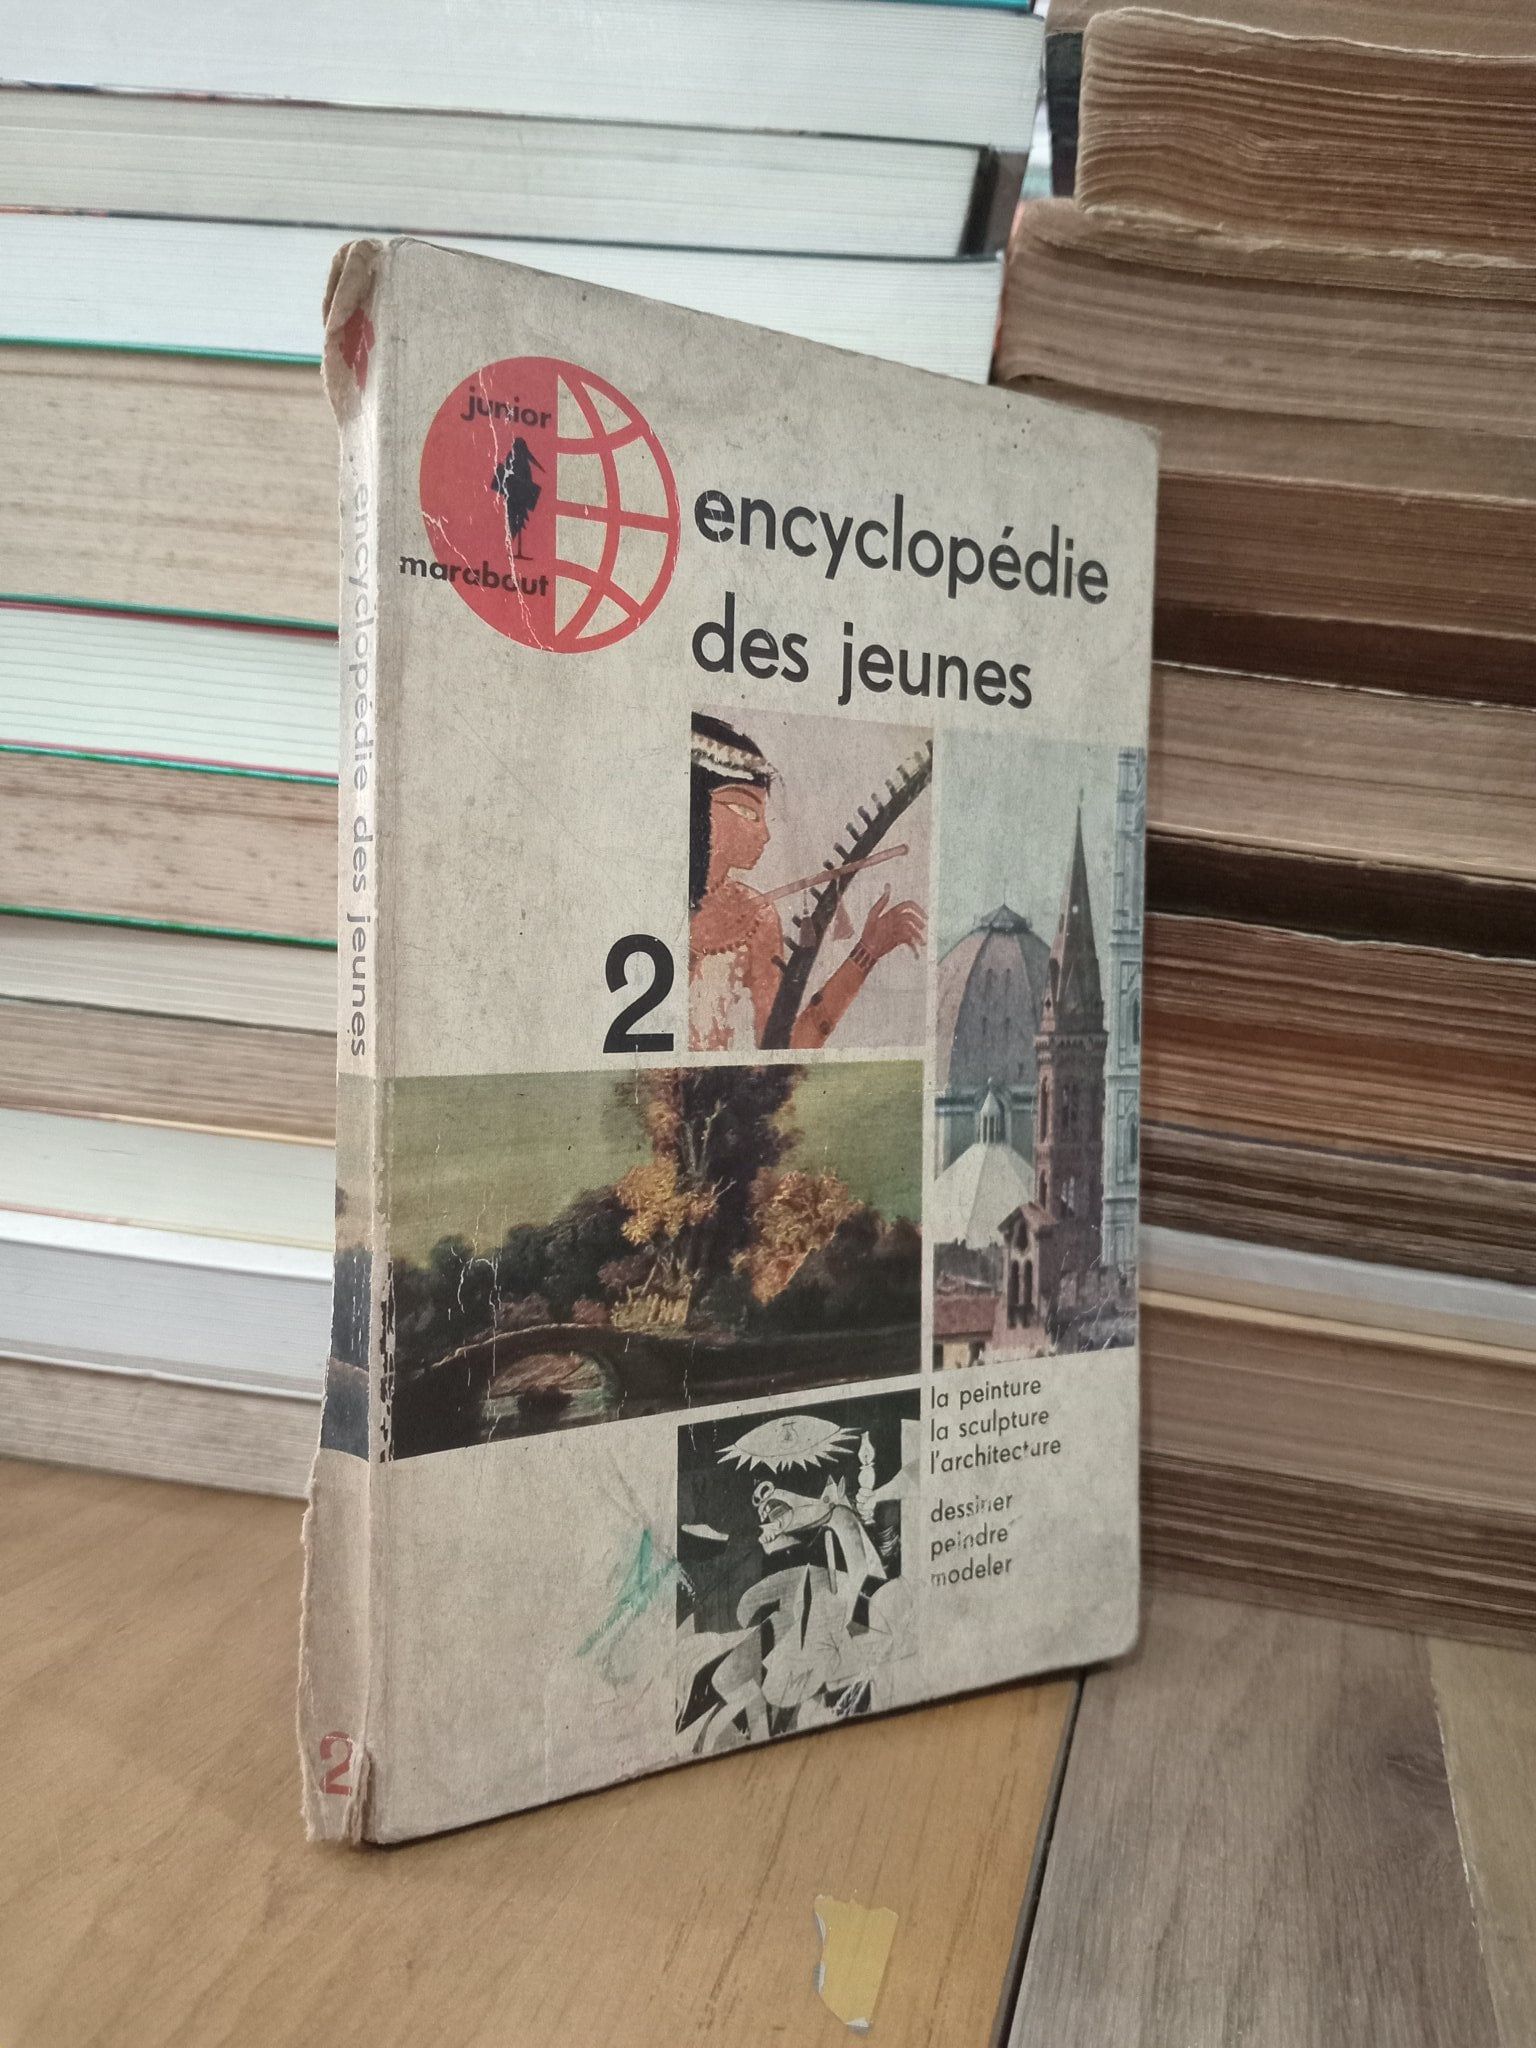 junior
marabout
encyclopédie
des jeunes
2
la peinture
la sculpture
l'architecture
dessiner
peindre
modeler
encyclopédie des jeunes
2